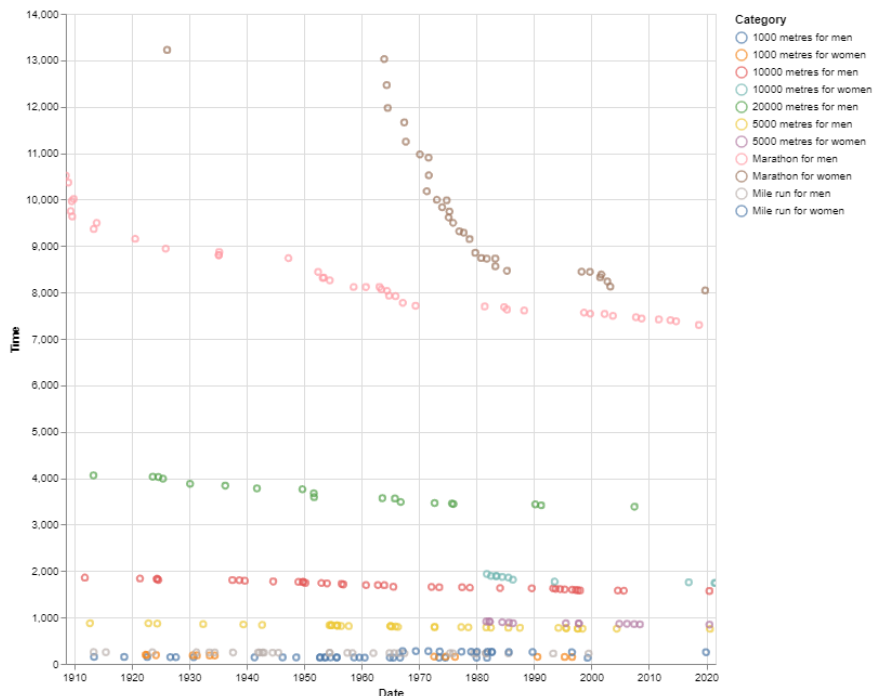 14,000
13,000
12,000
11,000
10,000
9,000
8,000
7,000
6,000
5,000
4,000
3,000
2,000
1,000
0
Time
1910 1920 1930 1940 1950 1960 1970 1980 1990 2000 2010 2020
Date
Category
1000 metres for men
1000 metres for women
10000 metres for men
10000 metres for women
20000 metres for men
5000 metres for men
5000 metres for women
Marathon for men
Marathon for women
Mile run for men
Mile run for women